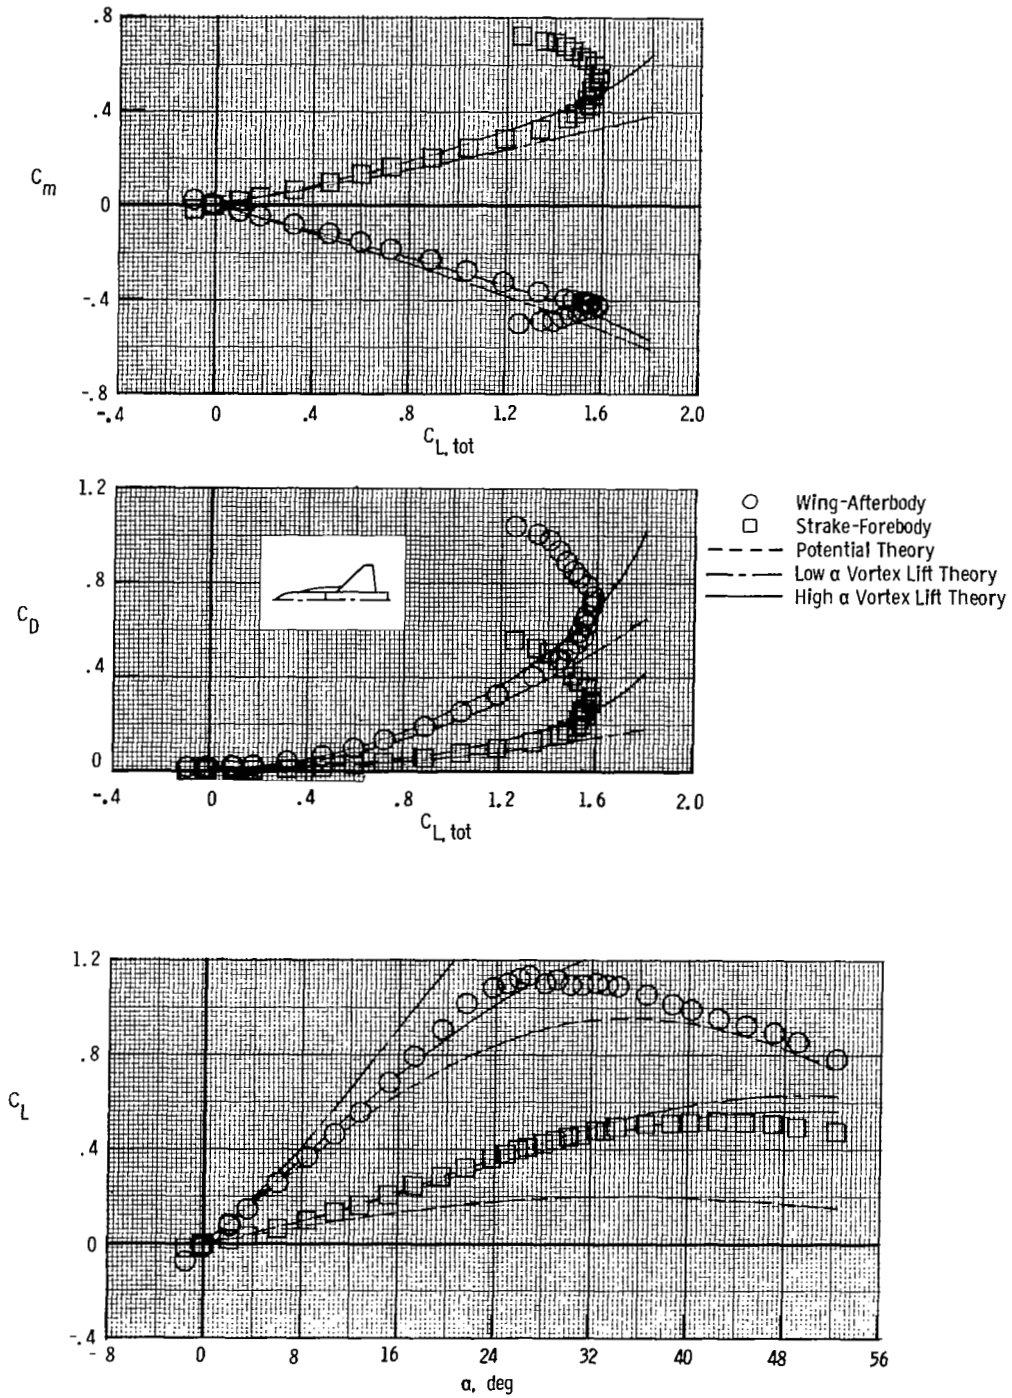 .8
.4
C_m
0
-.4
-.8
-.4 0 .4 .8 1.2 1.6 2.0
C_L, tot
1.2
.8
C_D
.4
0
-.4 0 .4 .8 1.2 1.6 2.0
C_L, tot
Wing-Afterbody
Strake-Forebody
Potential Theory
Low α Vortex Lift Theory
High α Vortex Lift Theory
1.2
.8
C_L
.4
0
-.4
- 8 0 8 16 24 32 40 48 56
α, deg